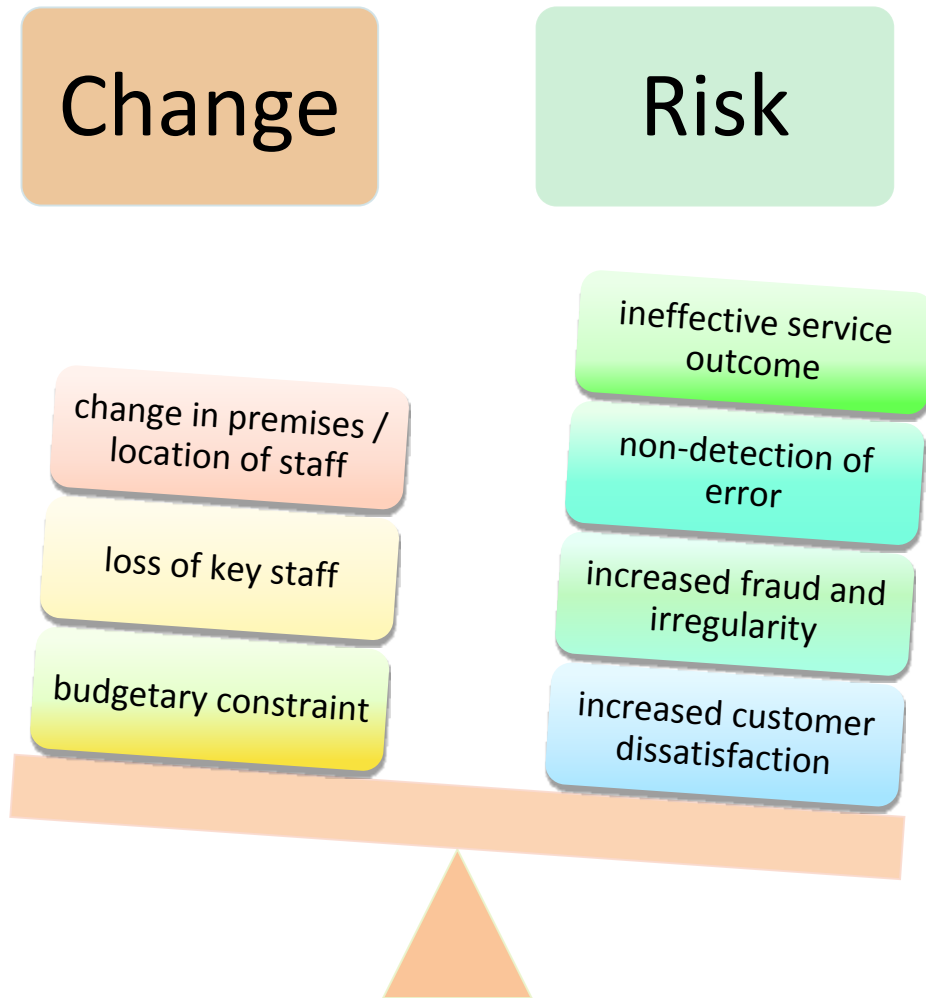 Change
Risk
change in premises /
location of staff
loss of key staff
budgetary constraint
ineffective service
outcome
non-detection of
error
increased fraud and
irregularity
increased customer
dissatisfaction